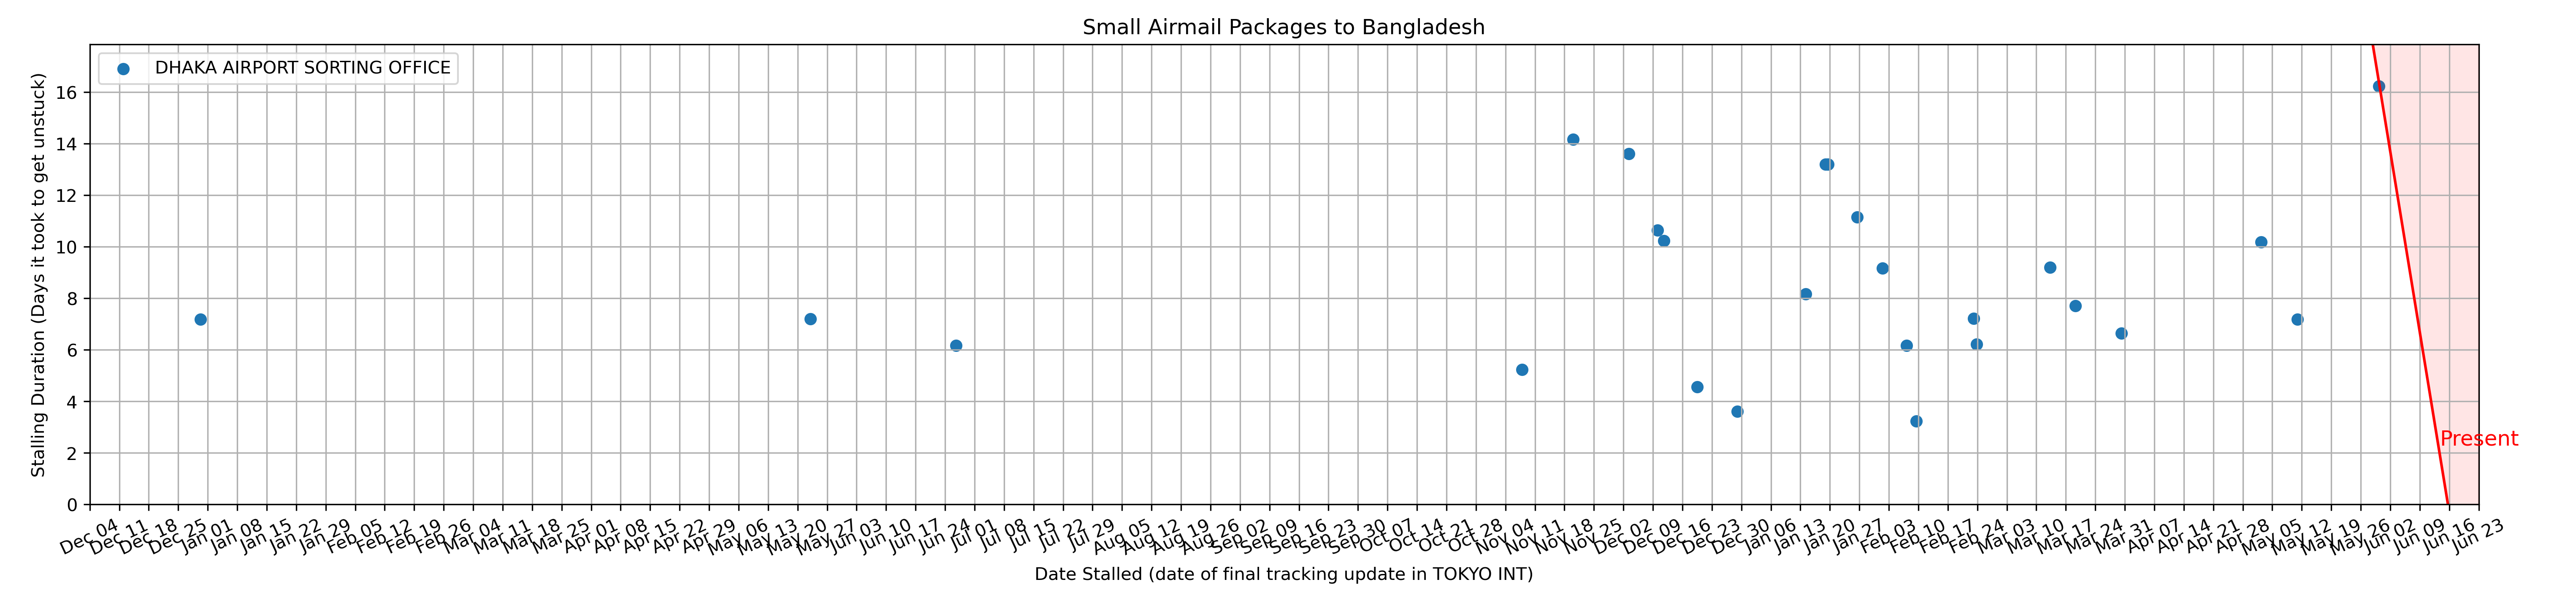 Small Airmail Packages to Bangladesh
DHAKA AIRPORT SORTING OFFICE
Stalling Duration (Days it took to get unstuck)
16
14
12
10
8
6
4
2
0
Present
Dec 04 Dec 11 Dec 18 Dec 25 Jan 01 Jan 08 Jan 15 Jan 22 Jan 29 Feb 05 Feb 12 Feb 19 Feb 26 Mar 04 Mar 11 Mar 18 Mar 25 Apr 01 Apr 08 Apr 15 Apr 22 Apr 29 May 06 May 13 May 20 May 27 Jun 03 Jun 10 Jun 17 Jun 24 Jul 01 Jul 08 Jul 15 Jul 22 Jul 29 Aug 05 Aug 12 Aug 19 Aug 26 Sep 02 Sep 09 Sep 16 Sep 23 Sep 30 Oct 07 Oct 14 Oct 21 Oct 28 Nov 04 Nov 11 Nov 18 Nov 25 Dec 02 Dec 09 Dec 16 Dec 23 Dec 30 Jan 06 Jan 13 Jan 20 Jan 27 Feb 03 Feb 10 Feb 17 Feb 24 Mar 03 Mar 10 Mar 17 Mar 24 Mar 31 Apr 07 Apr 14 Apr 21 Apr 28 May 05 May 12 May 19 May 26 Jun 02 Jun 09 Jun 16 Jun 23
Date Stalled (date of final tracking update in TOKYO INT)